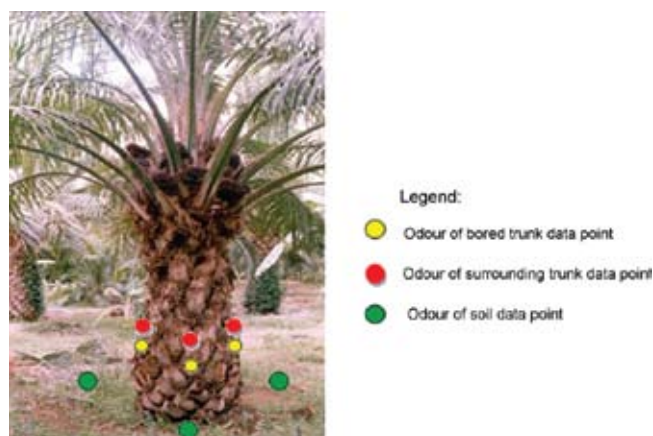 Legend:
Odour of bored trunk data point
Odour of surrounding trunk data point
Odour of soil data point